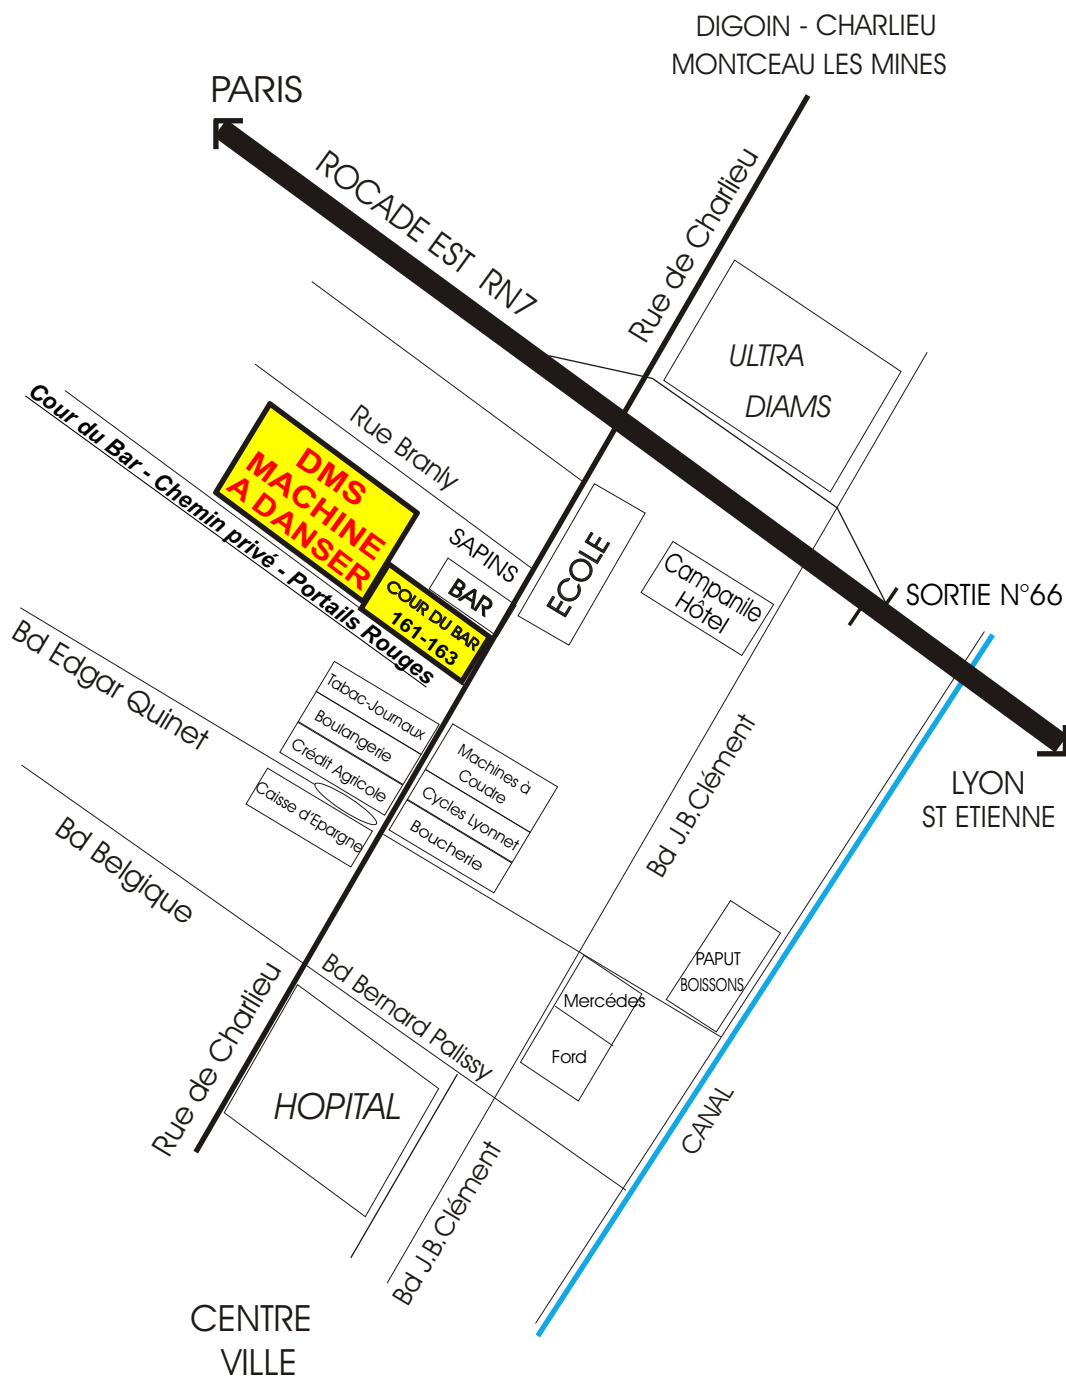 DIGOIN - CHARLIEU
MONTCEAU LES MINES
PARIS
ROCADE EST RN7
Rue de Charlieu
ULTRA
DIAMS
Rue Branly
Cour du Bar - Chemin privé - Portails Rouges
DMS
MACHINE
A DANSER
SAPINS
BAR
ECOLE
Campanile
Hôtel
SORTIE N°66
COUR DU BAR
161-163
Bd Edgar Quinet
Tabac-Journaux
Boulangerie
Crédit Agricole
Caisse d'Epargne
Machines à
Coudre
Cycles Lyonnet
Boucherie
Bd J.B.Clément
LYON
ST ETIENNE
Bd Belgique
Bd Bernard Palissy
PAPUT
BOISSONS
Mercédes
Ford
Rue de Charlieu
HOPITAL
CANAL
Bd J.B.Clément
CENTRE
VILLE